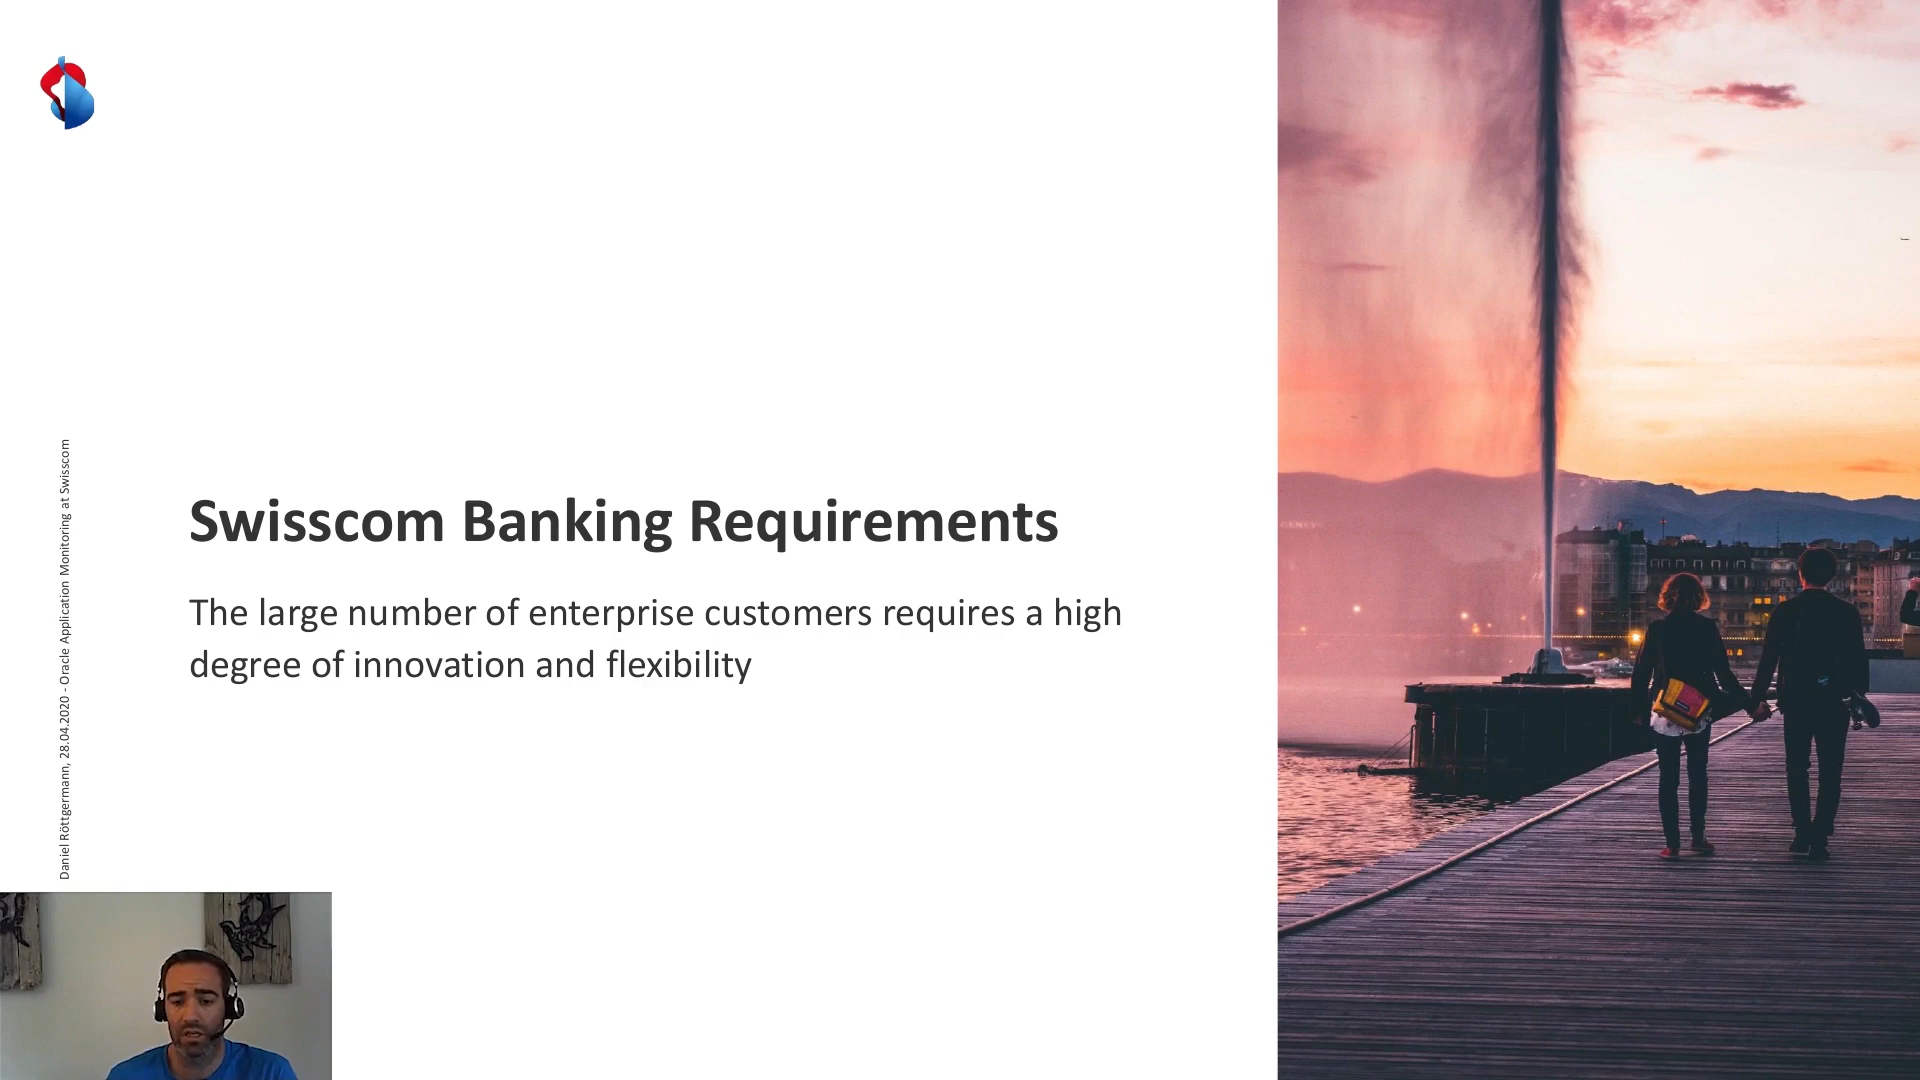 Swisscom Banking Requirements
The large number of enterprise customers requires a high
degree of innovation and flexibility
Daniel Röttgermann, 28.04.2020 - Oracle Application Monitoring at Swisscom